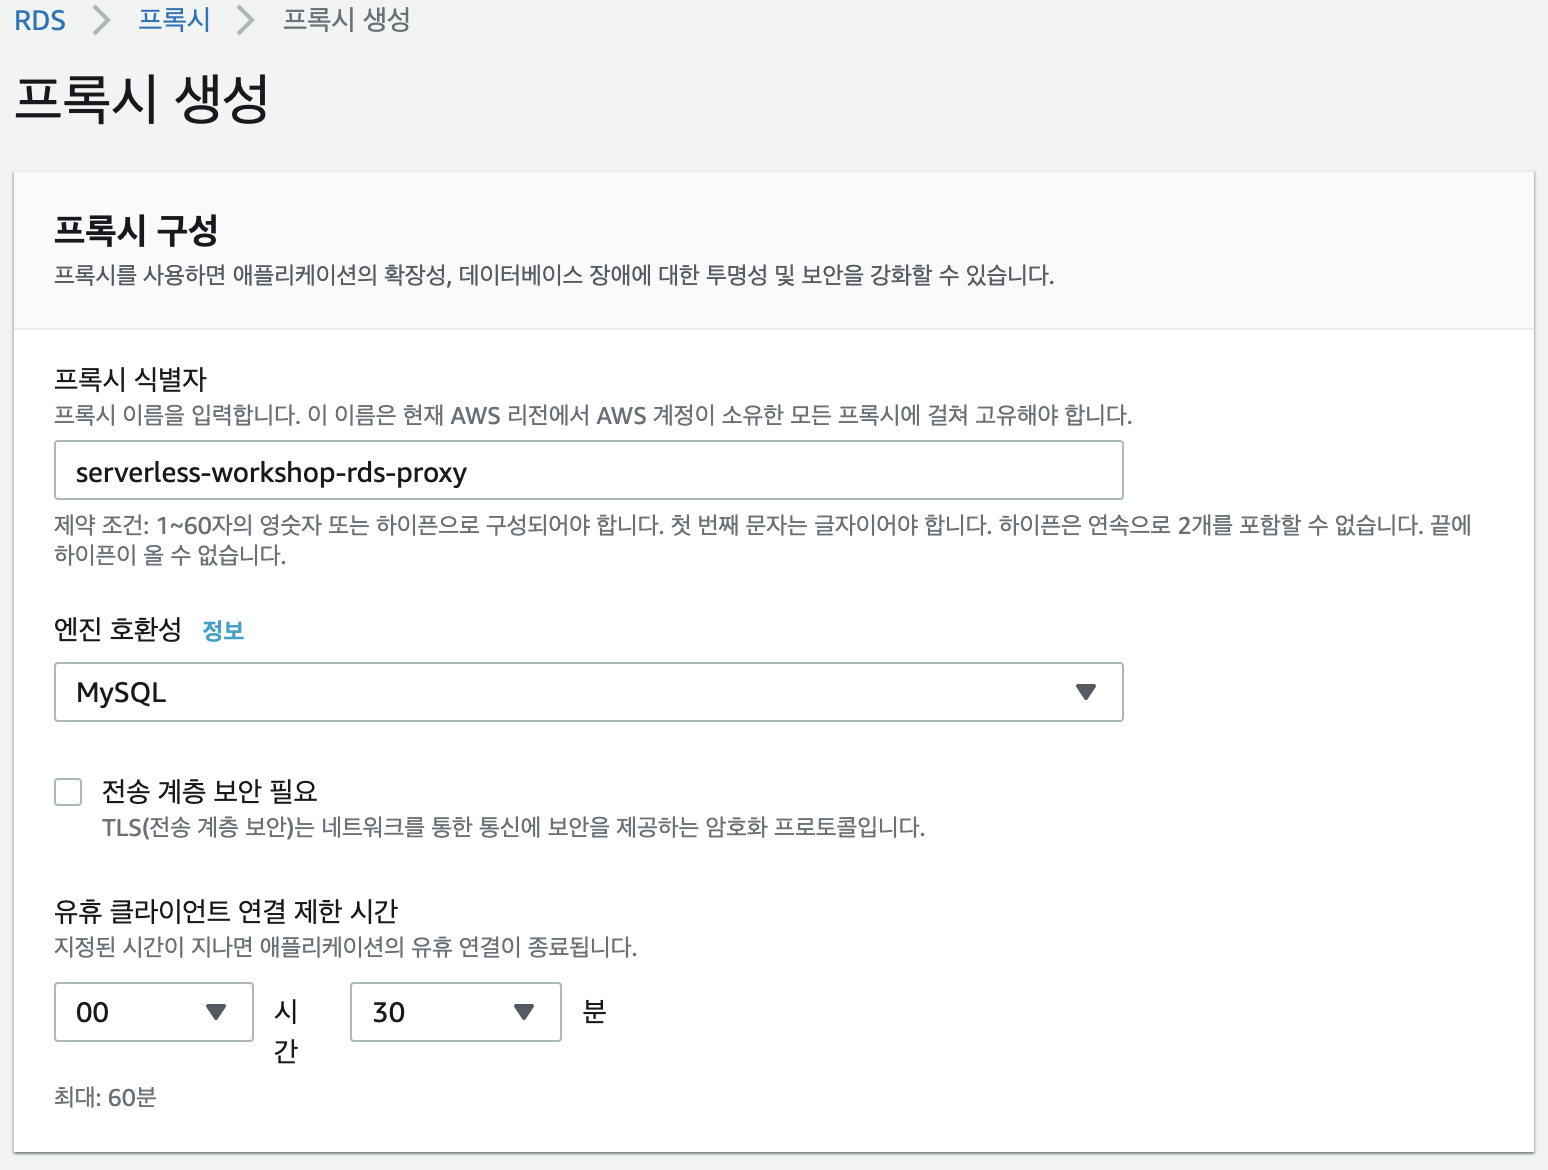 RDS 프록시 프록시 생성
프록시 생성
프록시 구성
프록시를 사용하면 애플리케이션의 확장성, 데이터베이스 장애에 대한 투명성 및 보안을 강화할 수 있습니다.
프록시 식별자
프록시 이름을 입력합니다. 이 이름은 현재 AWS 리전에서 AWS 계정이 소유한 모든 프록시에 걸쳐 고유해야 합니다.
serverless-workshop-rds-proxy
제약 조건: 1~60자의 영숫자 또는 하이픈으로 구성되어야 합니다. 첫 번째 문자는 글자이어야 합니다. 하이픈은 연속으로 2개를 포함할 수 없습니다. 끝에
하이픈이 올 수 없습니다.
엔진 호환성 정보
MySQL
전송 계층 보안 필요
TLS(전송 계층 보안)는 네트워크를 통한 통신에 보안을 제공하는 암호화 프로토콜입니다.
유휴 클라이언트 연결 제한 시간
지정된 시간이 지나면 애플리케이션의 유휴 연결이 종료됩니다.
00 시 30 분
간
최대: 60분